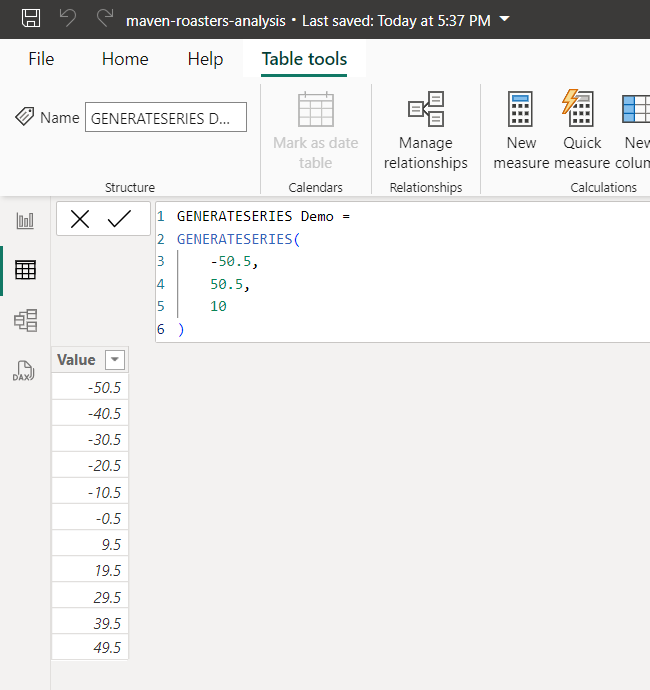 maven-roasters-analysis • Last saved: Today at 5:37 PM
File Home Help Table tools
Name GENERATESERIES D...
Mark as date
table
Manage
relationships
New
measure
Quick
measure
New
colum
Structure Calendars Relationships Calculations
1 GENERATESERIES Demo =
2 GENERATESERIES(
3 -50.5,
4 50.5,
5 10
6 )
DAX
Value
-50.5
-40.5
-30.5
-20.5
-10.5
-0.5
9.5
19.5
29.5
39.5
49.5